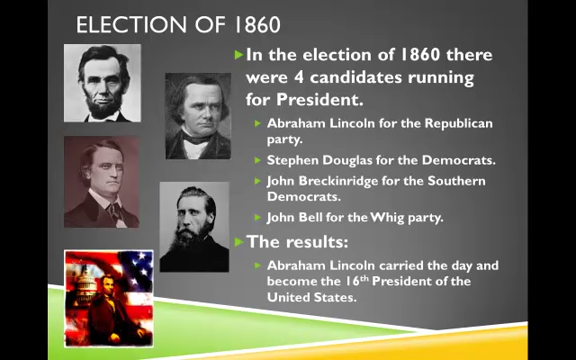 ELECTION OF 1860
In the election of 1860 there
were 4 candidates running
for President.
Abraham Lincoln for the Republican
party.
Stephen Douglas for the Democrats.
John Breckinridge for the Southern
Democrats.
John Bell for the Whig party.
The results:
Abraham Lincoln carried the day and
become the 16th President of the
United States.